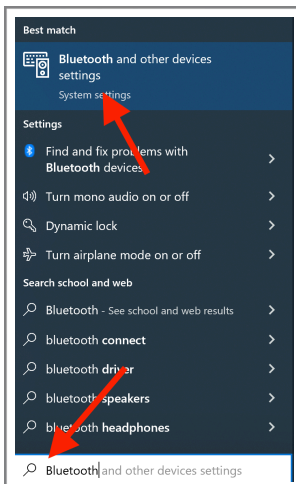 Best match
Bluetooth and other devices
settings
System settings
Settings
Find and fix problems with
Bluetooth devices
Turn mono audio on or off
Dynamic lock
Turn airplane mode on or off
Search school and web
Bluetooth - See school and web results
bluetooth connect
bluetooth driver
bluetooth speakers
bluetooth headphones
Bluetooth and other devices settings